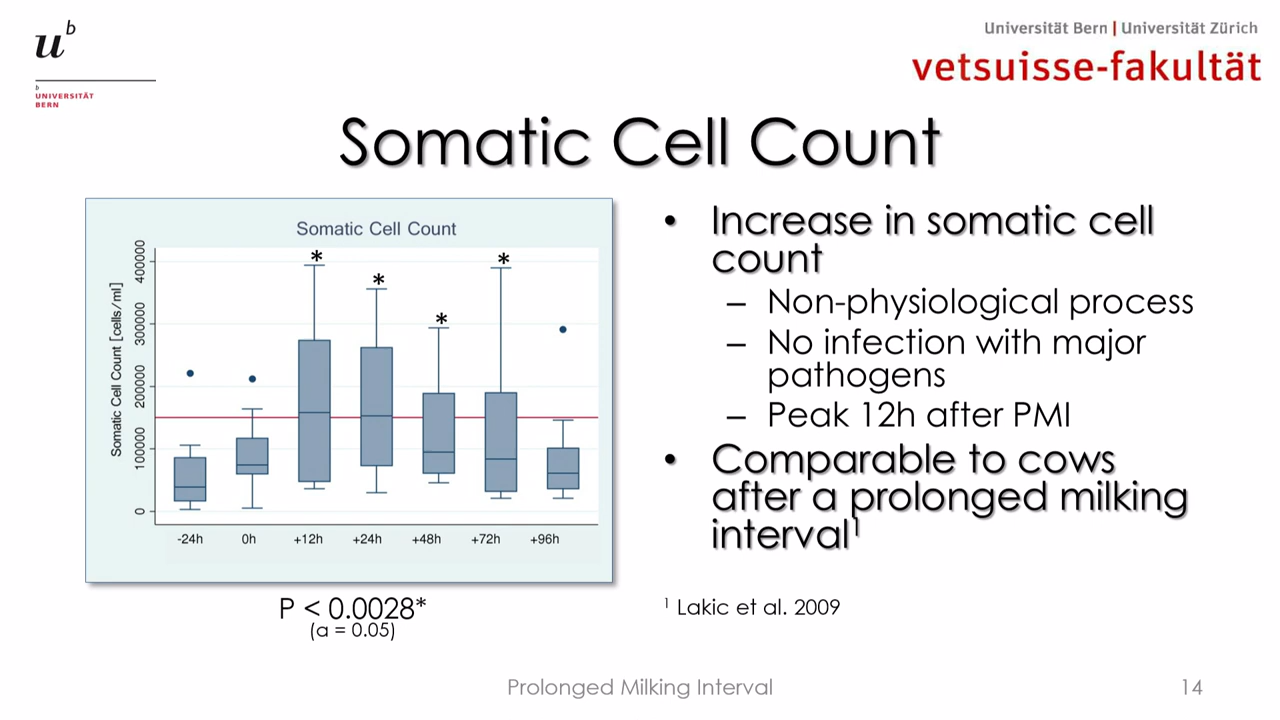 u
b
b
UNIVERSITÄT
BERN
Universität Bern | Universität Zürich
vetsuisse-fakultät
Somatic Cell Count
Somatic Cell Count
Somatic Cell Count [cells/ml]
400000
300000
200000
100000
0
* * * *
-24h 0h +12h +24h +48h +72h +96h
P < 0.0028*
(α = 0.05)
• Increase in somatic cell
count
– Non-physiological process
– No infection with major
pathogens
– Peak 12h after PMI
• Comparable to cows
after a prolonged milking
interval¹
¹ Lakic et al. 2009
Prolonged Milking Interval
14